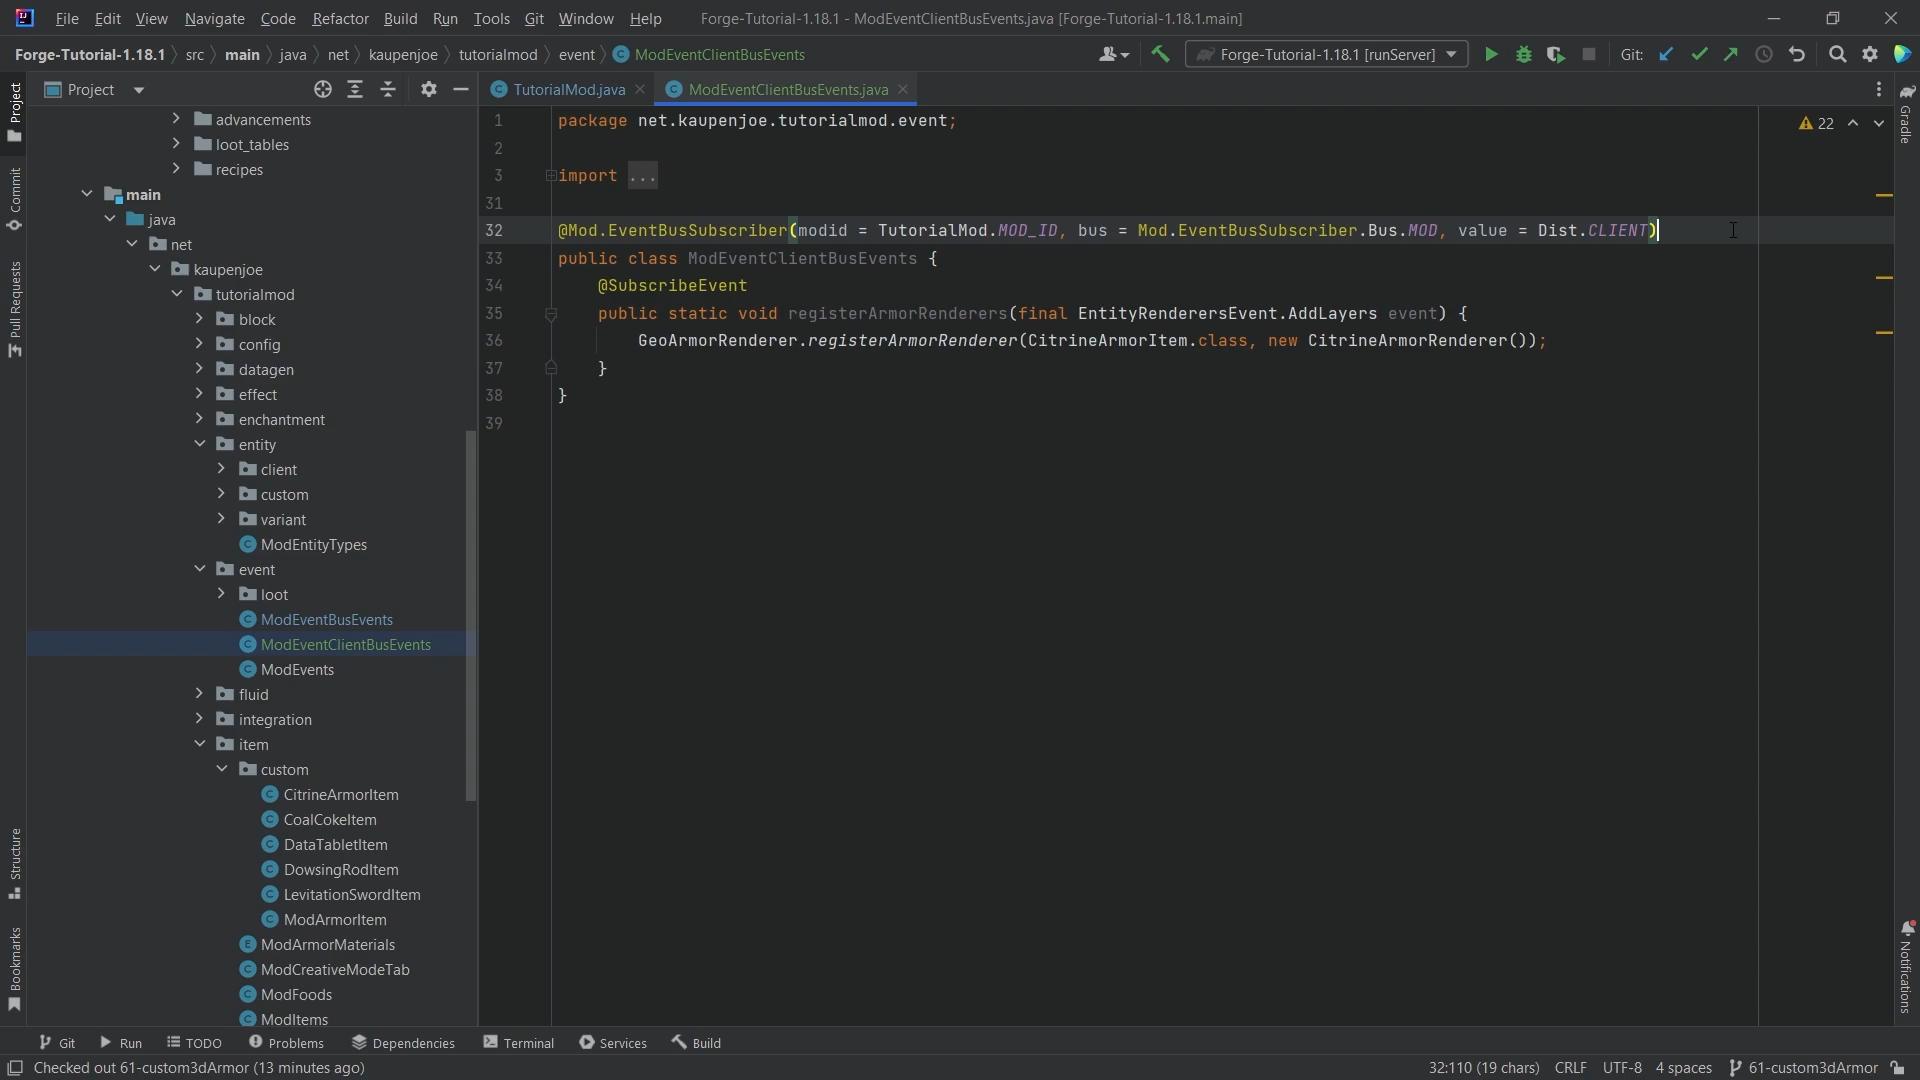 File Edit View Navigate Code Refactor Build Run Tools Git Window Help Forge-Tutorial-1.18.1 - ModEventClientBusEvents.java [Forge-Tutorial-1.18.1.main]
Forge-Tutorial-1.18.1 src main java net kaupenjoe tutorialmod event ModEventClientBusEvents Forge-Tutorial-1.18.1 [runServer] Git:
Project
Commit
Pull Requests
Structure
Bookmarks
Project
advancements
loot_tables
recipes
main
java
net
kaupenjoe
tutorialmod
block
config
datagen
effect
enchantment
entity
client
custom
variant
ModEntityTypes
event
loot
ModEventBusEvents
ModEventClientBusEvents
ModEvents
fluid
integration
item
custom
CitrineArmorItem
CoalCokeItem
DataTabletItem
DowsingRodItem
LevitationSwordItem
ModArmorItem
ModArmorMaterials
ModCreativeModeTab
ModFoods
ModItems
TutorialMod.java ModEventClientBusEvents.java
22
1 package net.kaupenjoe.tutorialmod.event;
2
3 import ...
31
32 @Mod.EventBusSubscriber(modid = TutorialMod.MOD_ID, bus = Mod.EventBusSubscriber.Bus.MOD, value = Dist.CLIENT)
33 public class ModEventClientBusEvents {
34 @SubscribeEvent
35 public static void registerArmorRenderers(final EntityRenderersEvent.AddLayers event) {
36 GeoArmorRenderer.registerArmorRenderer(CitrineArmorItem.class, new CitrineArmorRenderer());
37 }
38 }
39
Gradle
Notifications
Git Run TODO Problems Dependencies Terminal Services Build
Checked out 61-custom3dArmor (13 minutes ago) 32:110 (19 chars) CRLF UTF-8 4 spaces 61-custom3dArmor